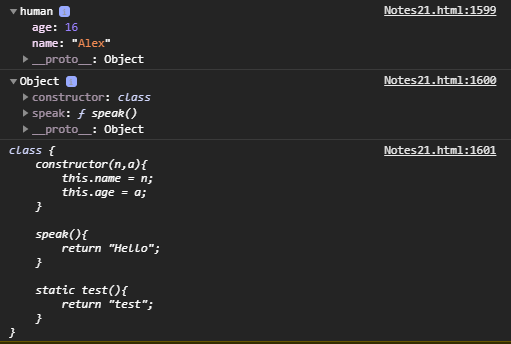 human i Notes21.html:1599
age: 16
name: "Alex"
__proto__: Object
Object i Notes21.html:1600
constructor: class
speak: ƒ speak()
__proto__: Object
class { Notes21.html:1601
constructor(n,a){
this.name = n;
this.age = a;
}
speak(){
return "Hello";
}
static test(){
return "test";
}
}